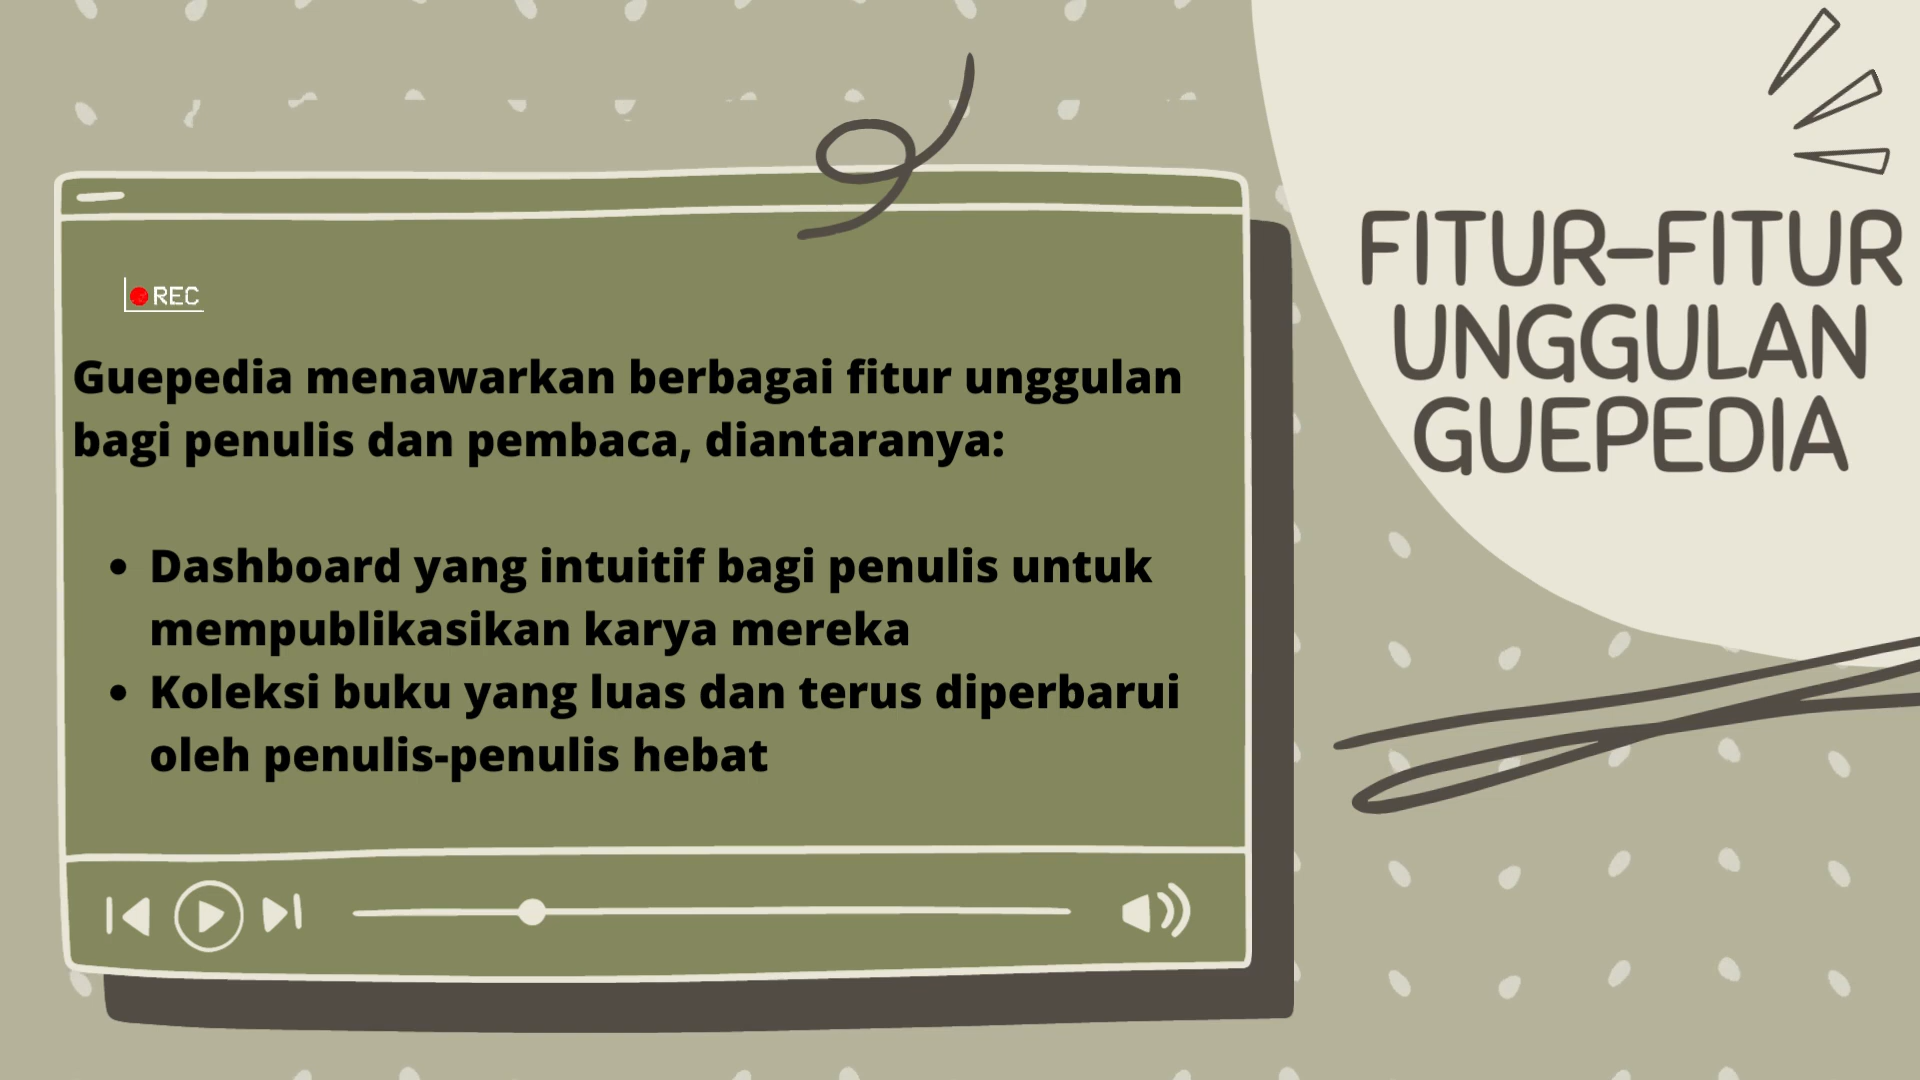 FITUR-FITUR
UNGGULAN
GUEPEDIA
REC
Guepedia menawarkan berbagai fitur unggulan
bagi penulis dan pembaca, diantaranya:
• Dashboard yang intuitif bagi penulis untuk
mempublikasikan karya mereka
• Koleksi buku yang luas dan terus diperbarui
oleh penulis-penulis hebat